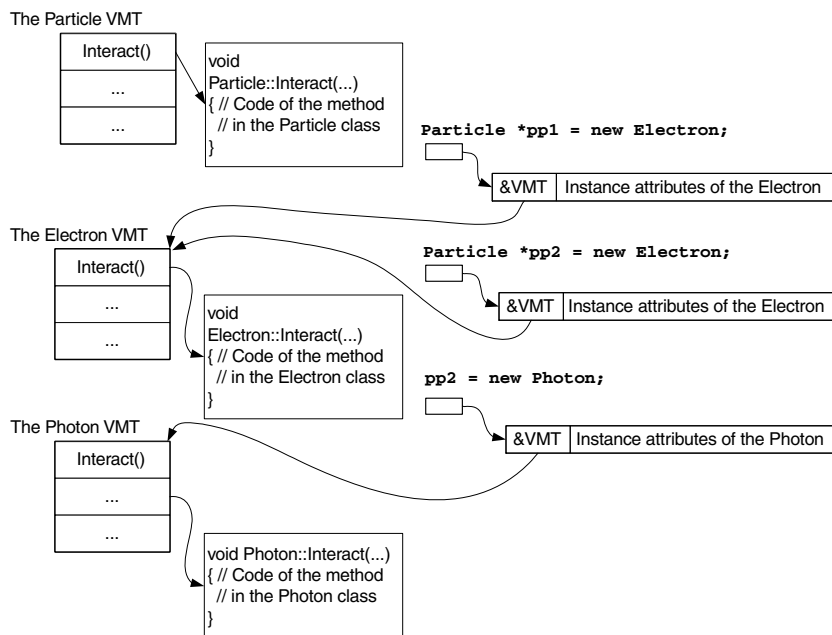 The Particle VMT
Interact()
...
...
void
Particle::Interact(...)
{ // Code of the method
// in the Particle class
}
Particle *pp1 = new Electron;
&VMT
Instance attributes of the Electron
The Electron VMT
Interact()
...
...
void
Electron::Interact(...)
{ // Code of the method
// in the Electron class
}
Particle *pp2 = new Electron;
&VMT
Instance attributes of the Electron
pp2 = new Photon;
&VMT
Instance attributes of the Photon
The Photon VMT
Interact()
...
...
void Photon::Interact(...)
{ // Code of the method
// in the Photon class
}